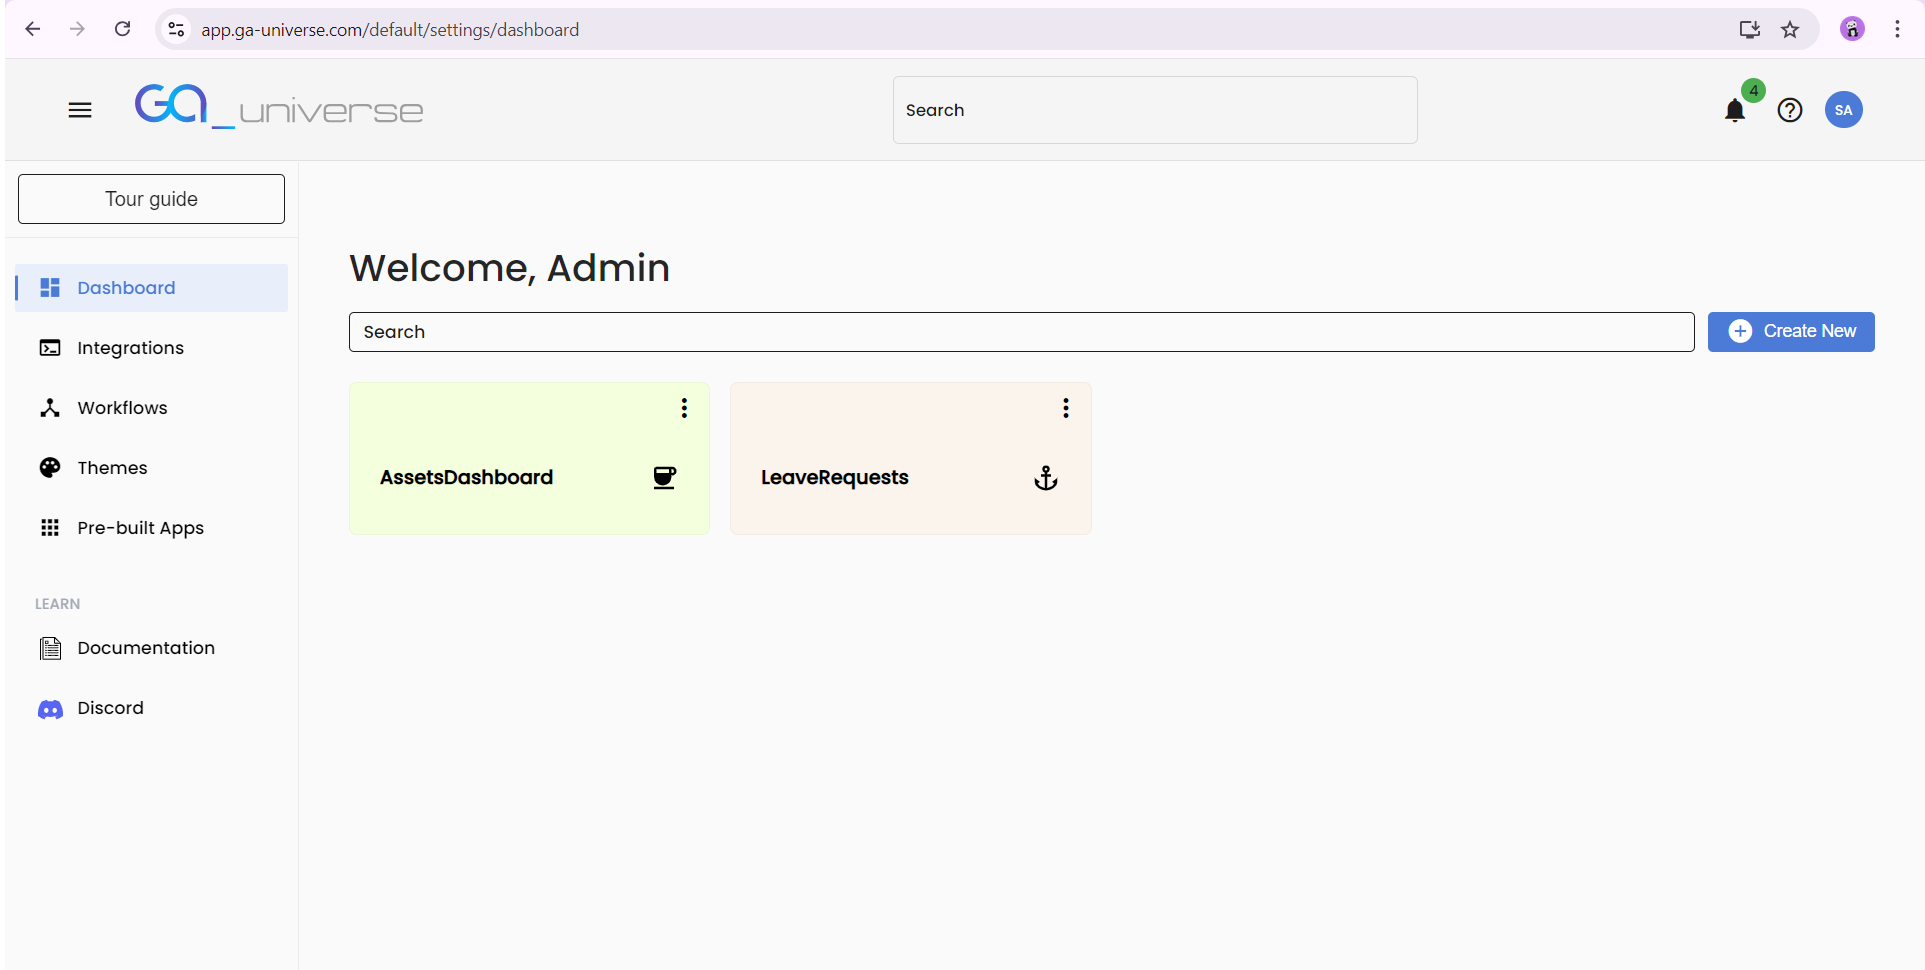 app.ga-universe.com/default/settings/dashboard
GA_universe
Search
4
SA
Tour guide
Dashboard
Integrations
Workflows
Themes
Pre-built Apps
LEARN
Documentation
Discord
Welcome, Admin
Search
Create New
AssetsDashboard
LeaveRequests